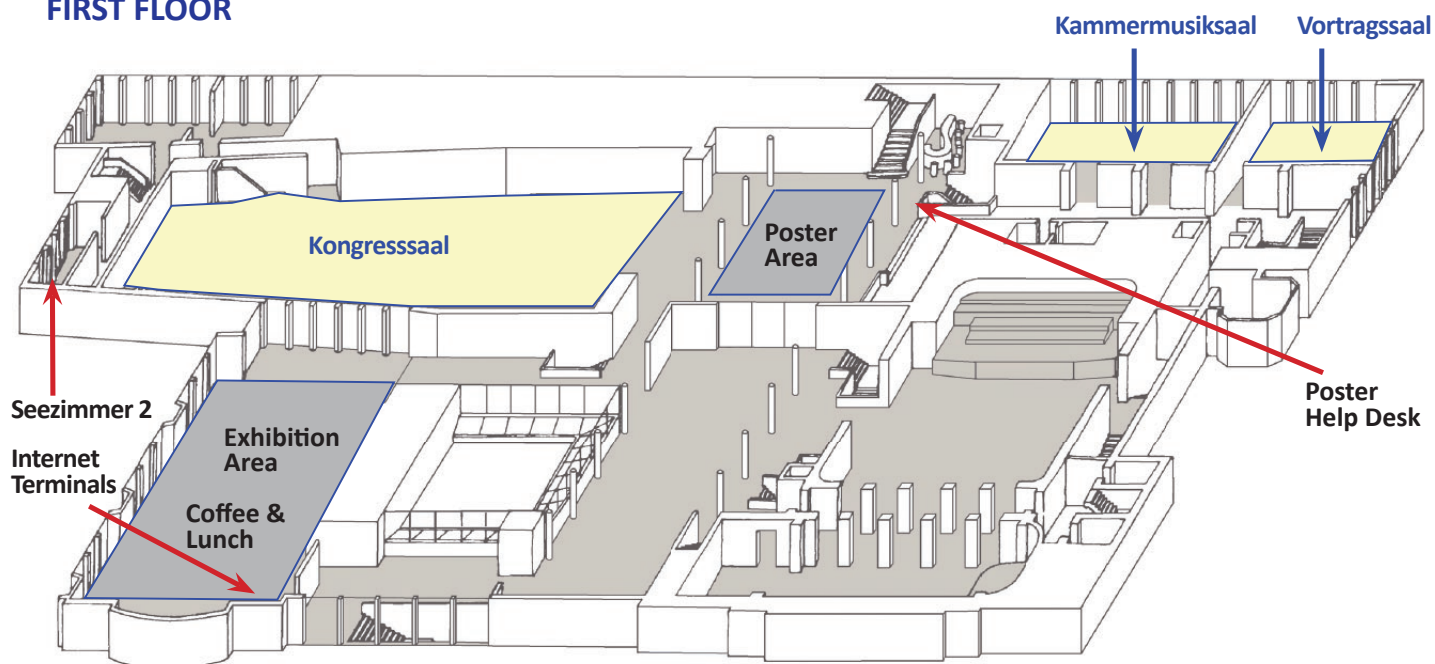 FIRST FLOOR
Kammermusiksaal
Vortragssaal
Kongresssaal
Poster
Area
Seezimmer 2
Internet
Terminals
Exhibition
Area
Coffee &
Lunch
Poster
Help Desk